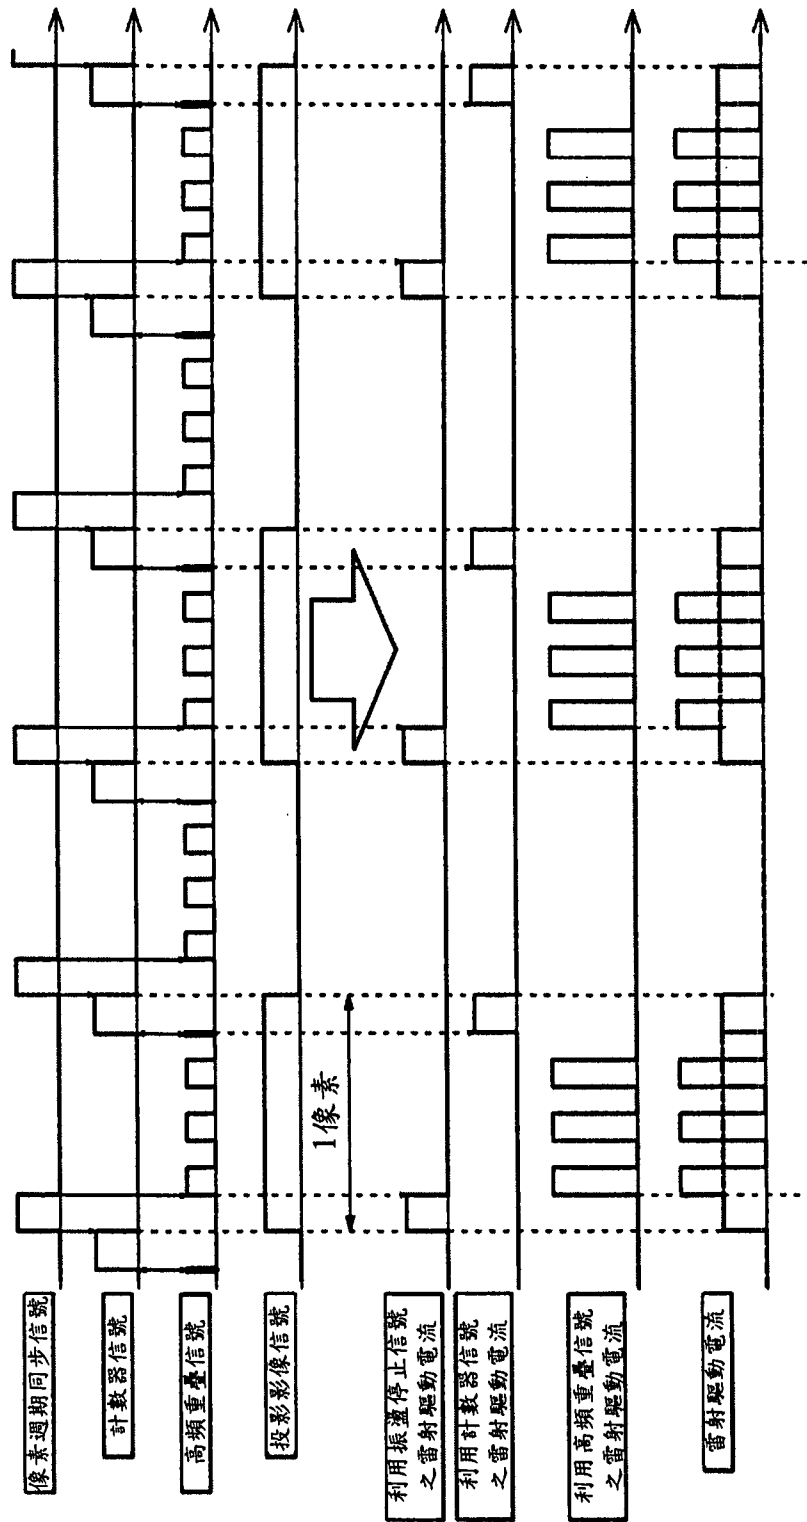 像素週期同步信號
計數器信號
高頻重疊信號
投影影像信號
1像素
利用振盪停止信號
之雷射驅動電流
利用計數器信號
之雷射驅動電流
利用高頻重疊信號
之雷射驅動電流
雷射驅動電流